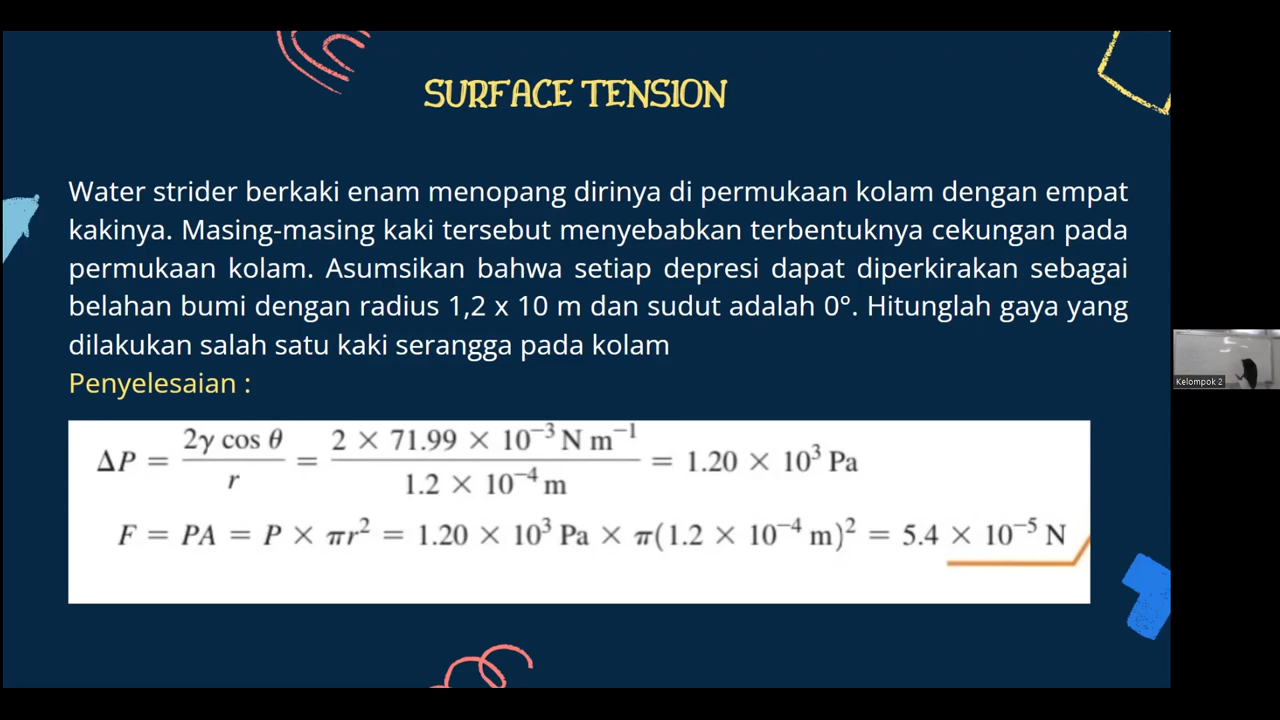 SURFACE TENSION
Water strider berkaki enam menopang dirinya di permukaan kolam dengan empat
kakinya. Masing-masing kaki tersebut menyebabkan terbentuknya cekungan pada
permukaan kolam. Asumsikan bahwa setiap depresi dapat diperkirakan sebagai
belahan bumi dengan radius 1,2 x 10 m dan sudut adalah 0°. Hitunglah gaya yang
dilakukan salah satu kaki serangga pada kolam
Penyelesaian :
ΔP = 2γ cos θ / r = 2 × 71.99 × 10⁻³ N m⁻¹ / 1.2 × 10⁻⁴ m = 1.20 × 10³ Pa
F = PA = P × πr² = 1.20 × 10³ Pa × π(1.2 × 10⁻⁴ m)² = 5.4 × 10⁻⁵ N
Kelompok 2